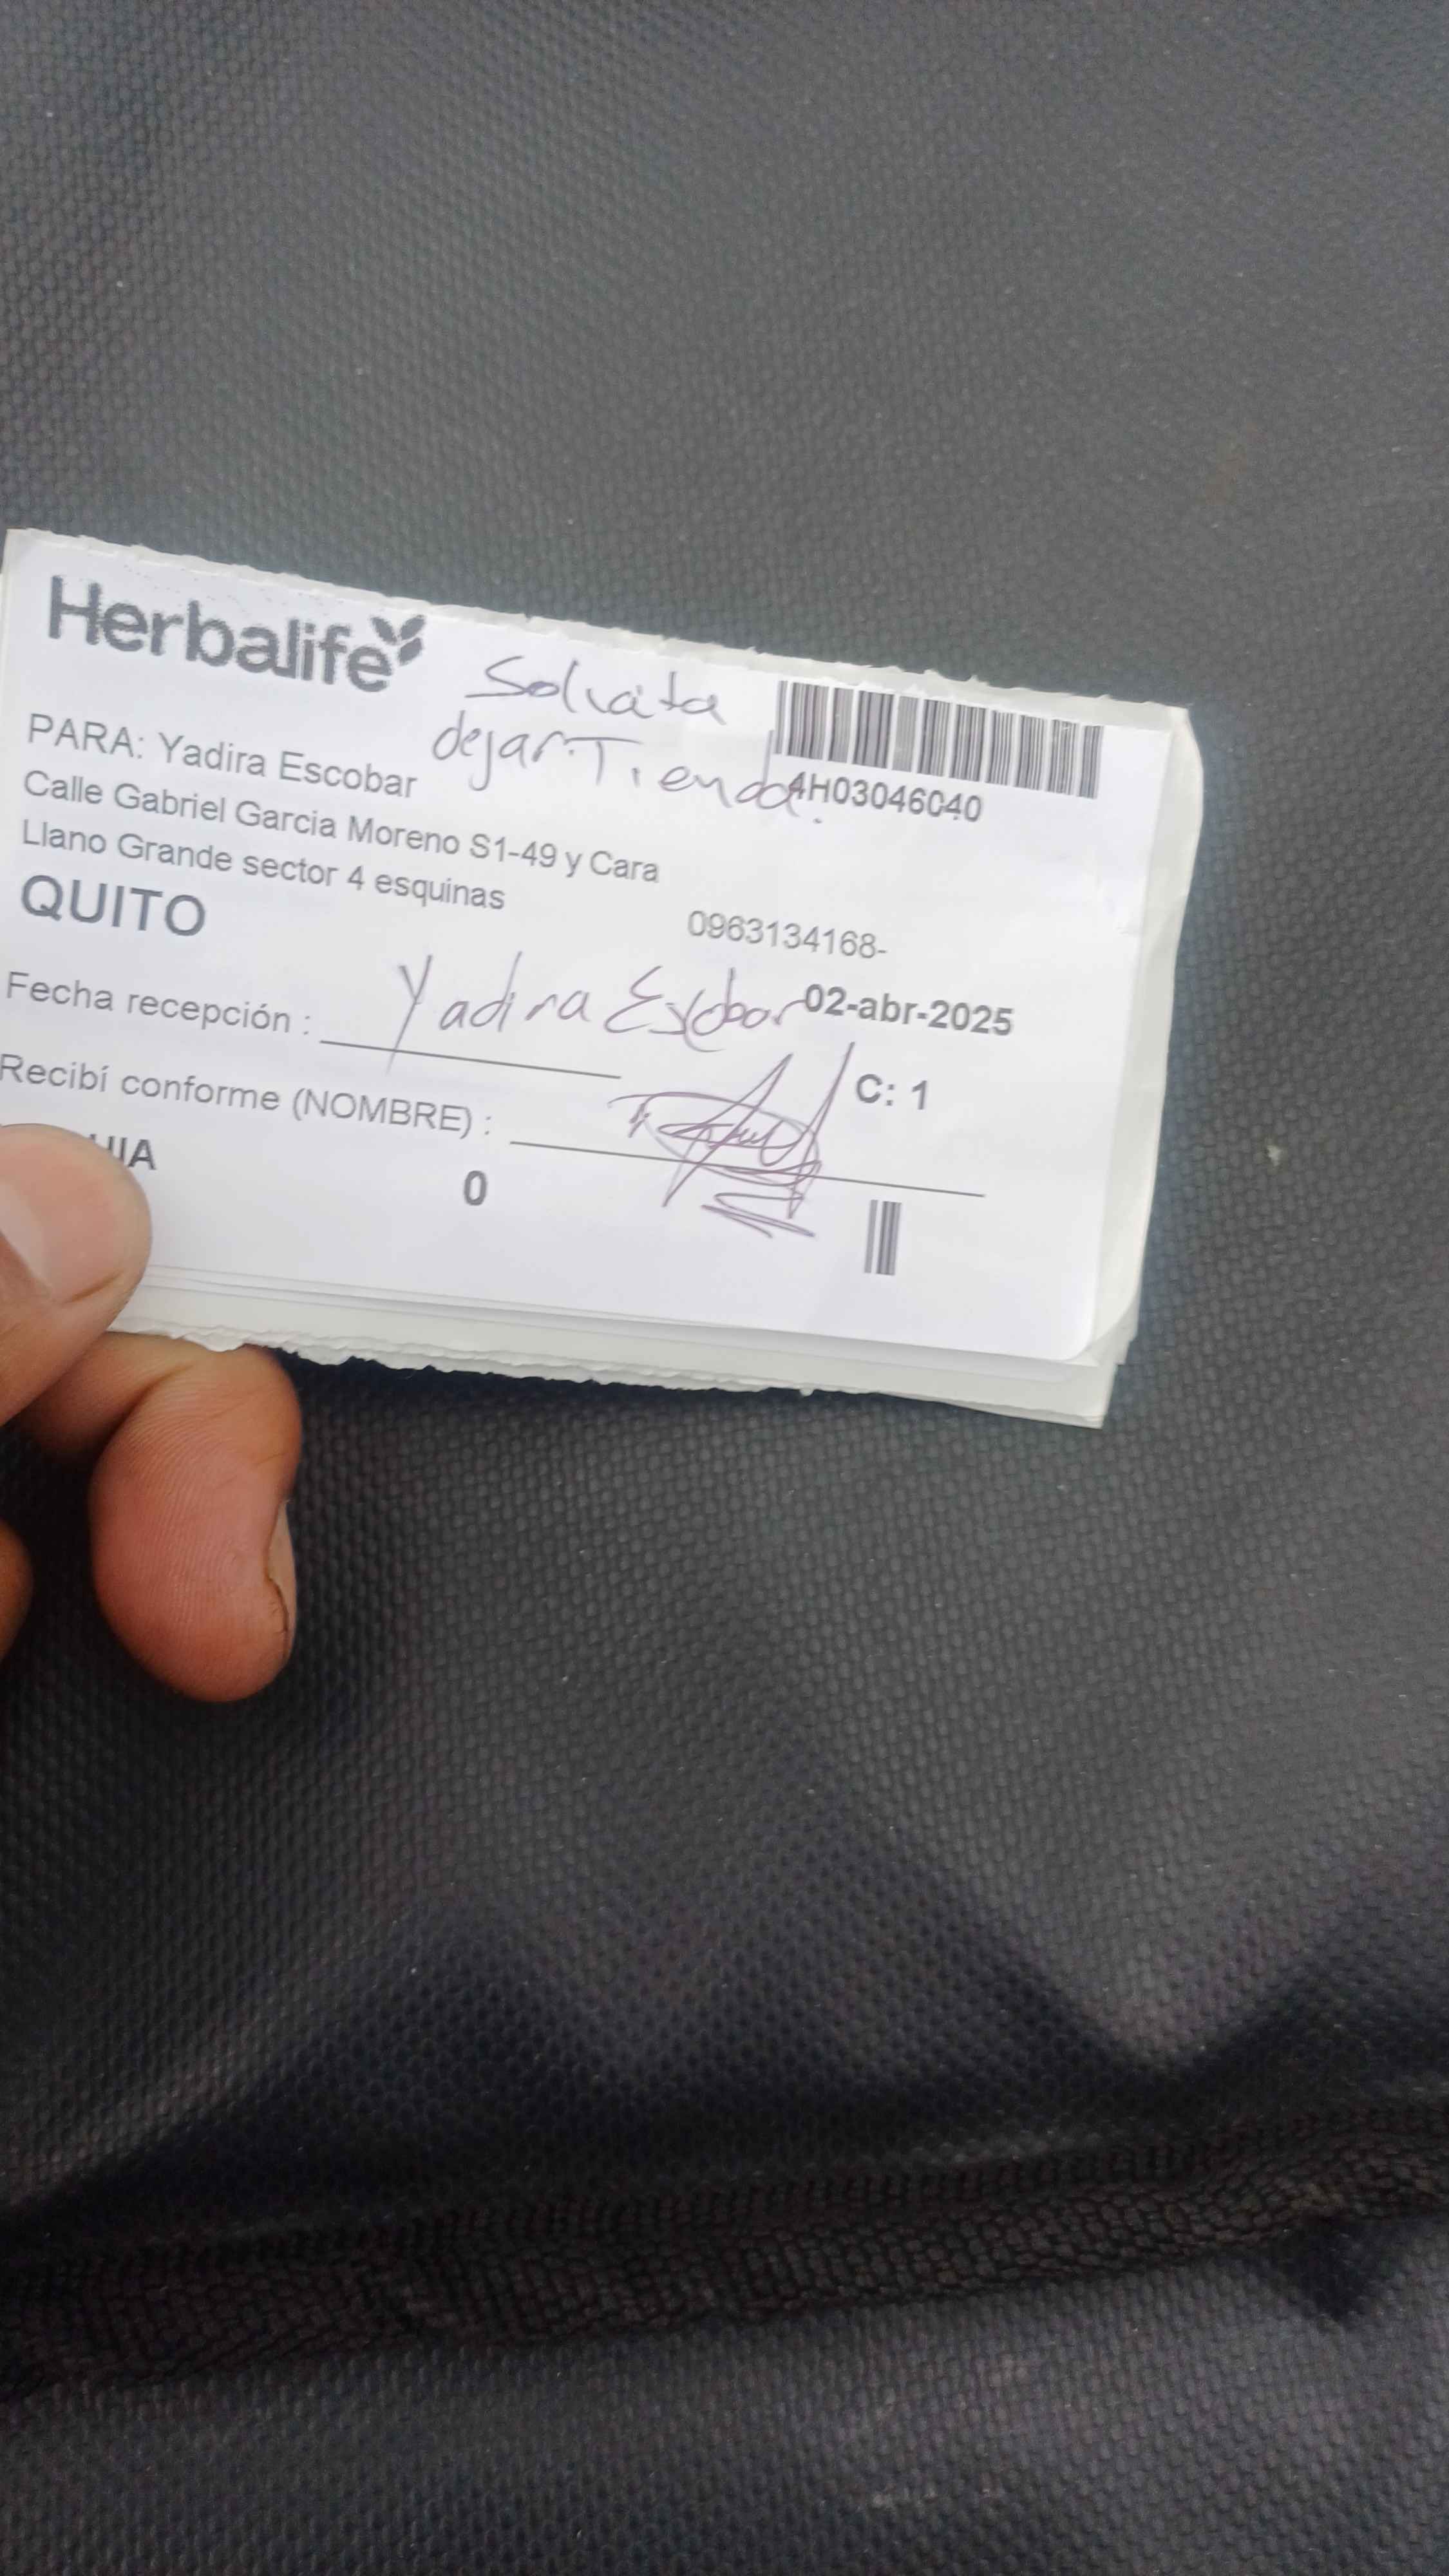 Herbalife
Solicita
dejar Tienda.
4H03046040
PARA: Yadira Escobar
Calle Gabriel Garcia Moreno S1-49 y Cara
Llano Grande sector 4 esquinas
QUITO
0963134168-
Fecha recepción : Yadira Escobar 02-abr-2025
Recibí conforme (NOMBRE) :
C: 1
0